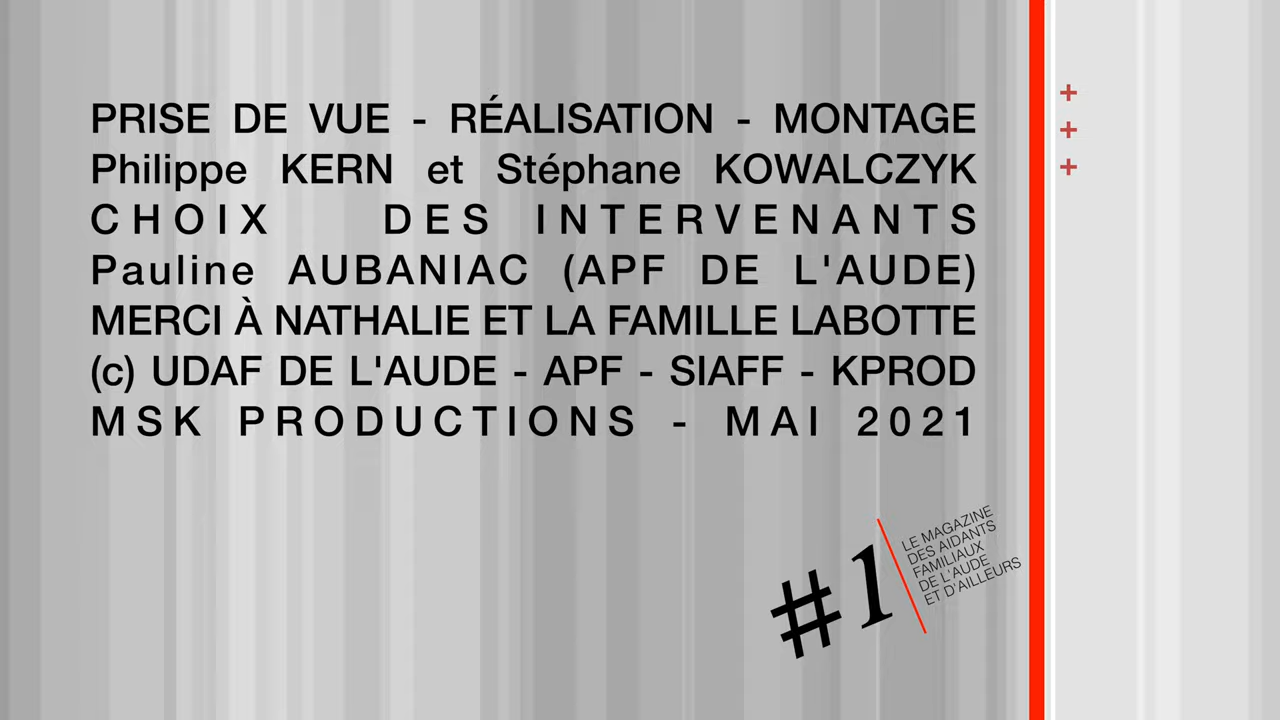 PRISE DE VUE - RÉALISATION - MONTAGE
Philippe KERN et Stéphane KOWALCZYK
CHOIX DES INTERVENANTS
Pauline AUBANIAC (APF DE L'AUDE)
MERCI À NATHALIE ET LA FAMILLE LABOTTE
(c) UDAF DE L'AUDE - APF - SIAFF - KPROD
MSK PRODUCTIONS - MAI 2021
+
+
+
#1
LE MAGAZINE
DES AIDANTS
FAMILIAUX
DE L'AUDE
ET D'AILLEURS